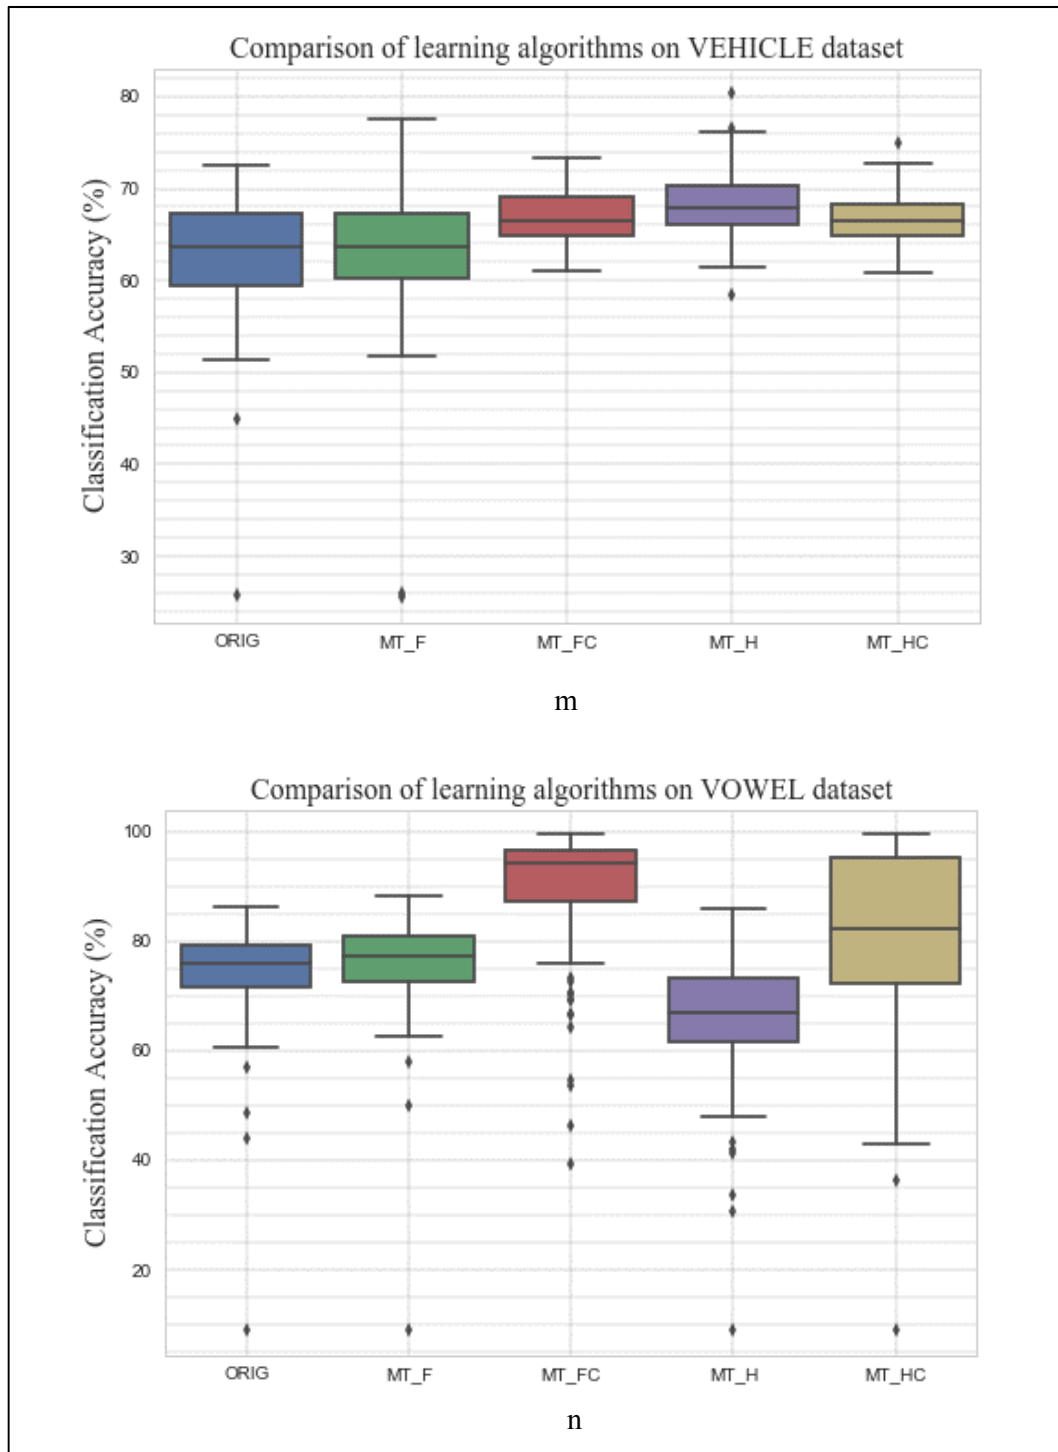 Comparison of learning algorithms on VEHICLE dataset
Classification Accuracy (%)
80
70
60
50
40
30
ORIG MT_F MT_FC MT_H MT_HC
m
Comparison of learning algorithms on VOWEL dataset
Classification Accuracy (%)
100
80
60
40
20
ORIG MT_F MT_FC MT_H MT_HC
n